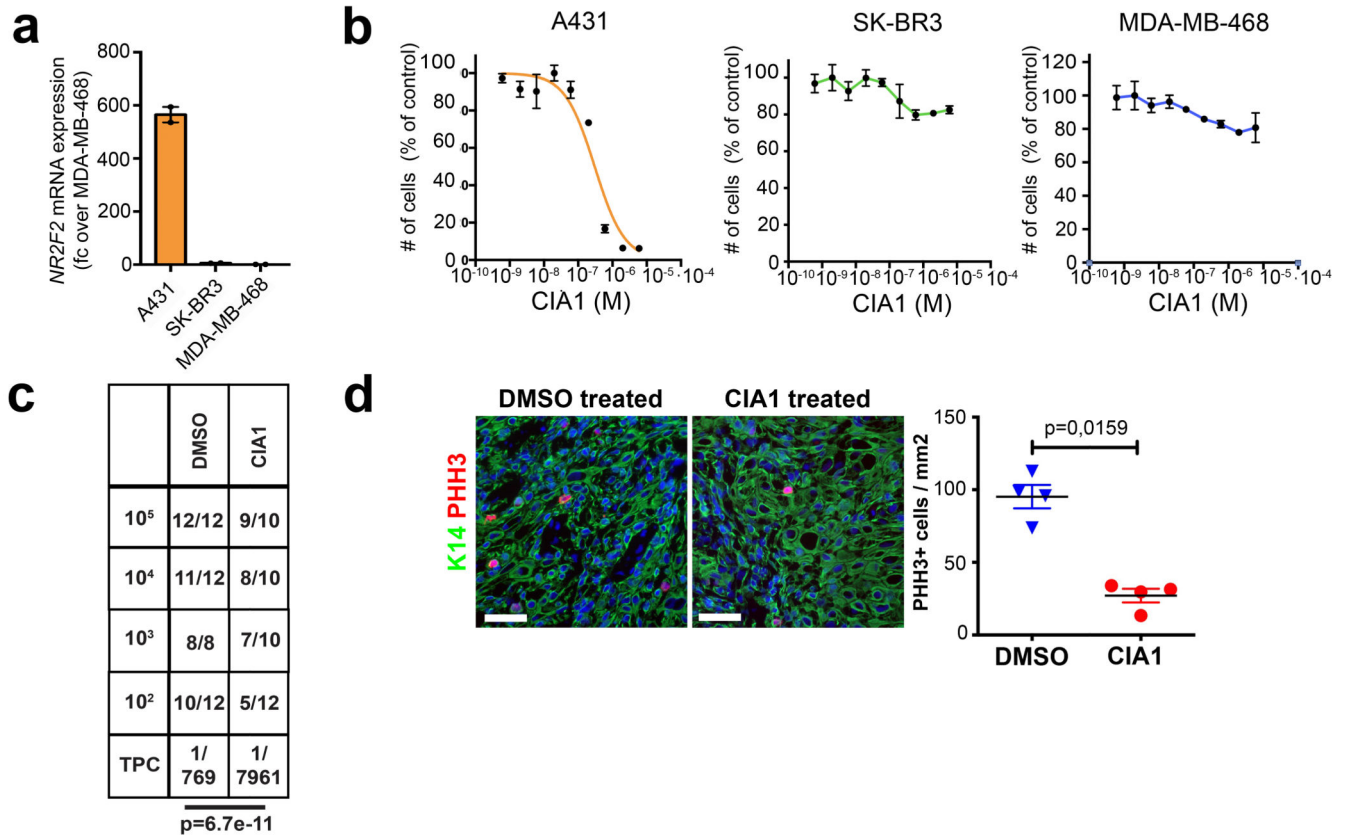 a
NR2F2 mRNA expression
(fc over MDA-MB-468)
800
600
400
200
0
A431
SK-BR3
MDA-MB-468
b
A431
# of cells (% of control)
100
80
60
40
20
0
10-10 10-9 10-8 10-7 10-6 10-5 10-4
CIA1 (M)
SK-BR3
# of cells (% of control)
100
80
60
40
20
0
10-10 10-9 10-8 10-7 10-6 10-5 10-4
CIA1 (M)
MDA-MB-468
# of cells (% of control)
120
100
80
60
40
20
0
10-10 10-9 10-8 10-7 10-6 10-5 10-4
CIA1 (M)
c
DMSO CIA1
105 12/12 9/10
104 11/12 8/10
103 8/8 7/10
102 10/12 5/12
TPC 1/769 1/7961
p=6.7e-11
d
DMSO treated
CIA1 treated
K14 PHH3
PHH3+ cells / mm2
150
100
50
0
p=0,0159
DMSO
CIA1